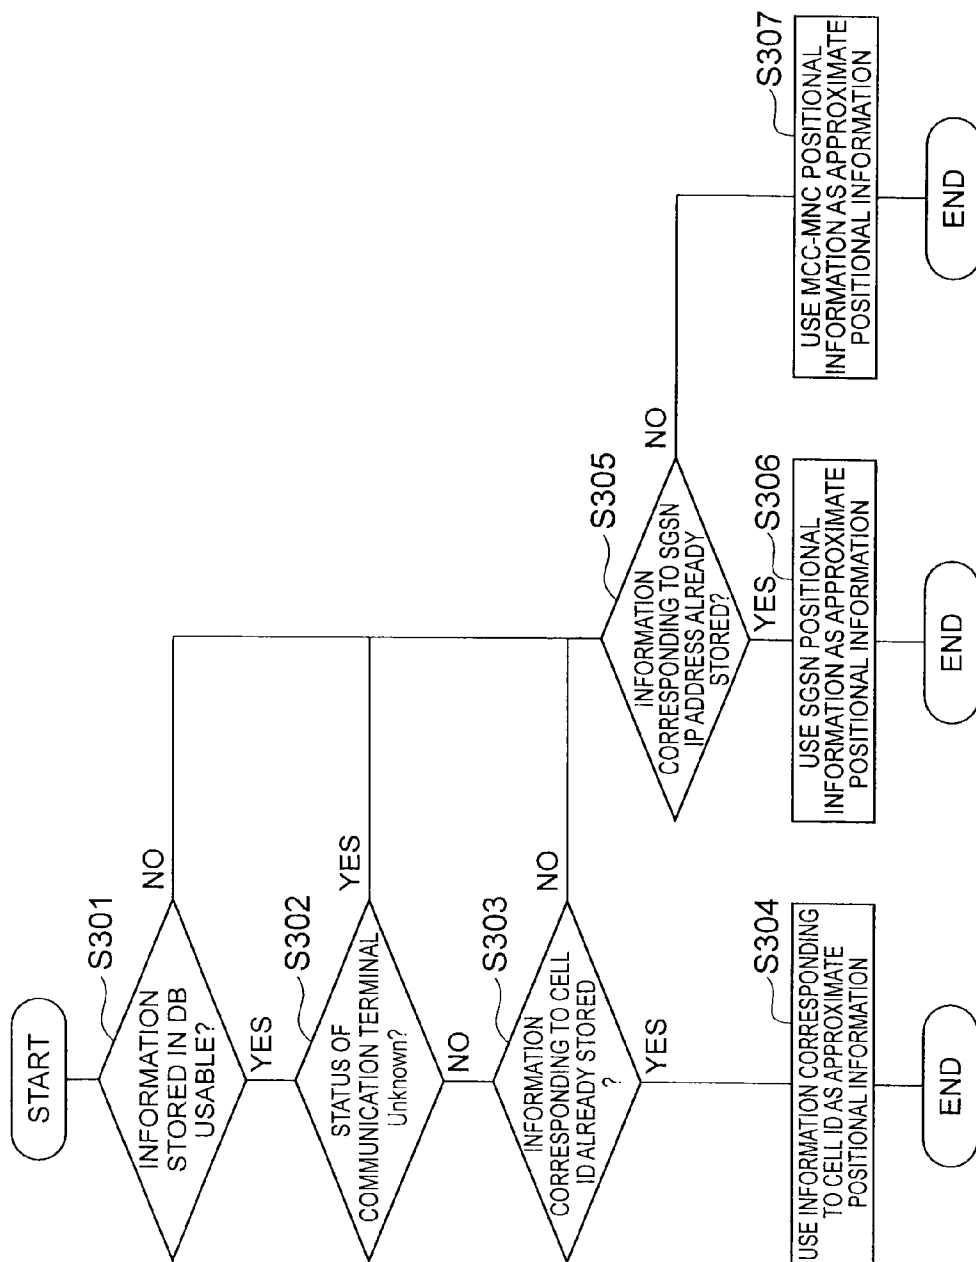 START
S301
INFORMATION
STORED IN DB
USABLE?
NO
YES
S302
STATUS OF
COMMUNICATION TERMINAL
Unknown?
YES
NO
S303
INFORMATION
CORRESPONDING TO CELL
ID ALREADY STORED
?
NO
YES
S304
USE INFORMATION CORRESPONDING
TO CELL ID AS APPROXIMATE
POSITIONAL INFORMATION
END
S305
INFORMATION
CORRESPONDING TO SGSN
IP ADDRESS ALREADY
STORED?
NO
YES
S306
USE SGSN POSITIONAL
INFORMATION AS APPROXIMATE
POSITIONAL INFORMATION
END
S307
USE MCC-MNC POSITIONAL
INFORMATION AS APPROXIMATE
POSITIONAL INFORMATION
END